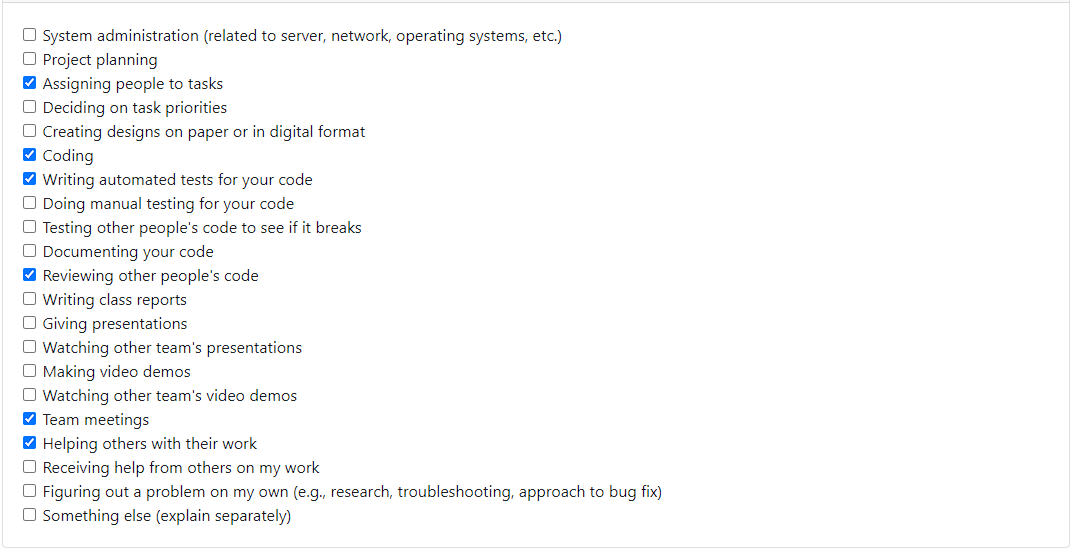 System administration (related to server, network, operating systems, etc.)
Project planning
Assigning people to tasks
Deciding on task priorities
Creating designs on paper or in digital format
Coding
Writing automated tests for your code
Doing manual testing for your code
Testing other people's code to see if it breaks
Documenting your code
Reviewing other people's code
Writing class reports
Giving presentations
Watching other team's presentations
Making video demos
Watching other team's video demos
Team meetings
Helping others with their work
Receiving help from others on my work
Figuring out a problem on my own (e.g., research, troubleshooting, approach to bug fix)
Something else (explain separately)